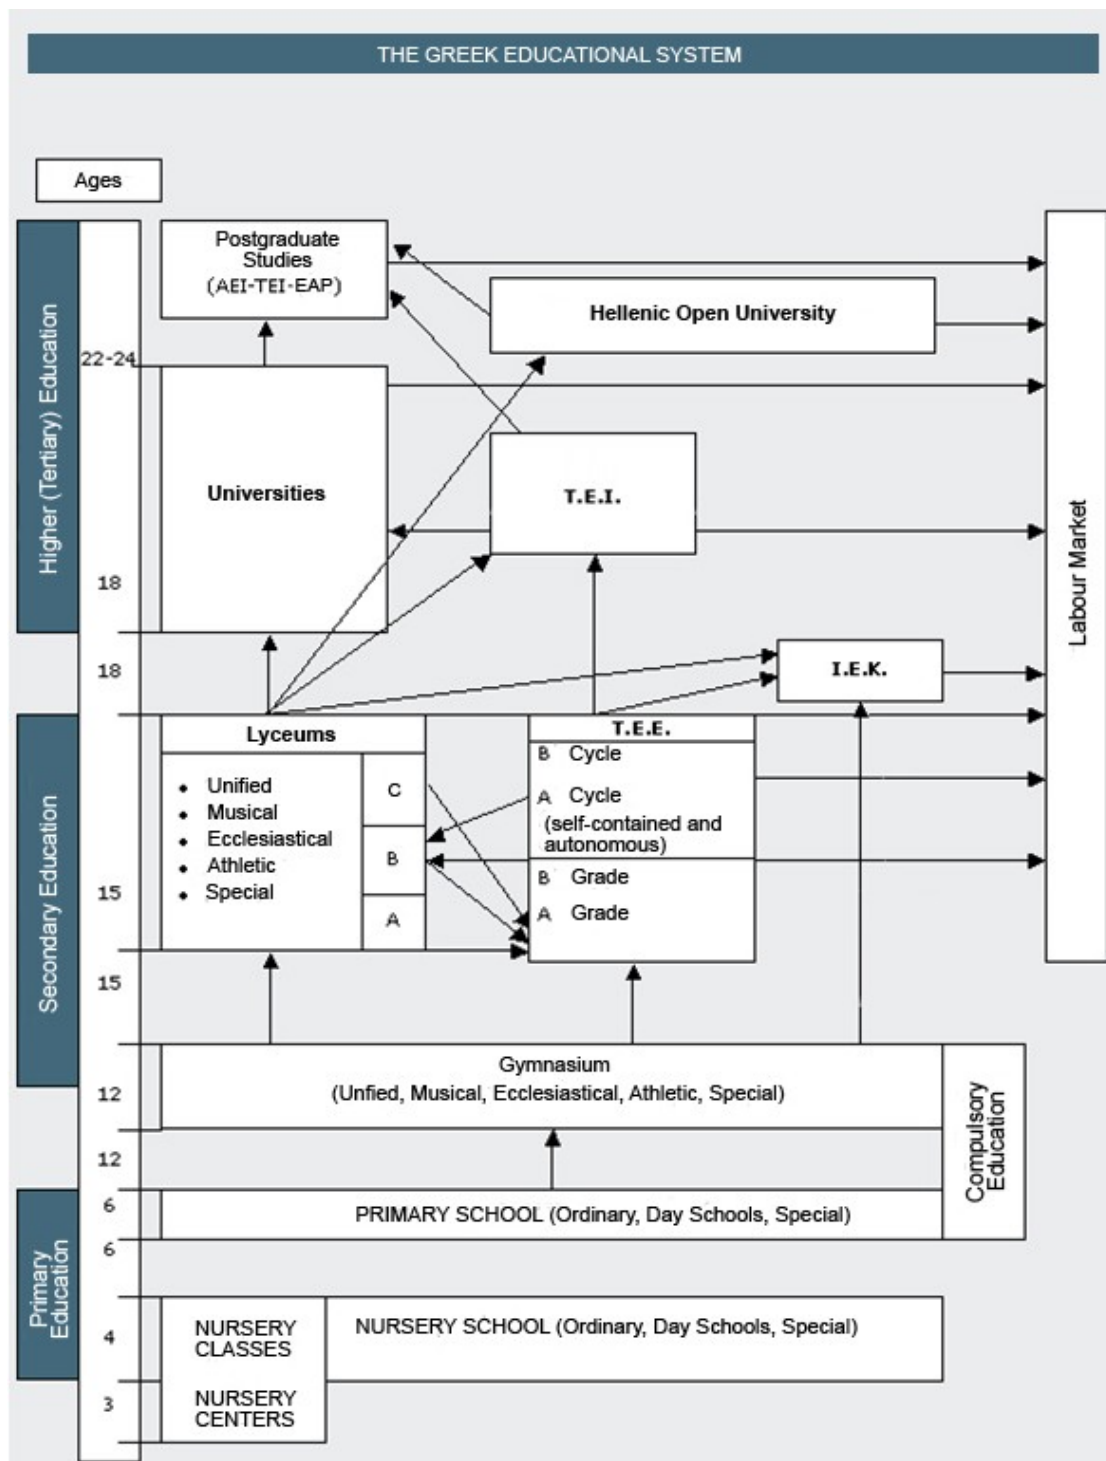 THE GREEK EDUCATIONAL SYSTEM
Ages
Higher (Tertiary) Education
Postgraduate
Studies
(AEI-TEI-EAP)
Hellenic Open University
22-24
Universities
T.E.I.
18
Labour Market
18
I.E.K.
Secondary Education
Lyceums
• Unified
• Musical
• Ecclesiastical
• Athletic
• Special
C
B
A
T.E.E.
B Cycle
A Cycle
(self-contained and
autonomous)
B Grade
A Grade
15
15
12
Gymnasium
(Unfied, Musical, Ecclesiastical, Athletic, Special)
Compulsory
Education
12
Primary
Education
6
PRIMARY SCHOOL (Ordinary, Day Schools, Special)
6
4
NURSERY
CLASSES
NURSERY SCHOOL (Ordinary, Day Schools, Special)
3
NURSERY
CENTERS